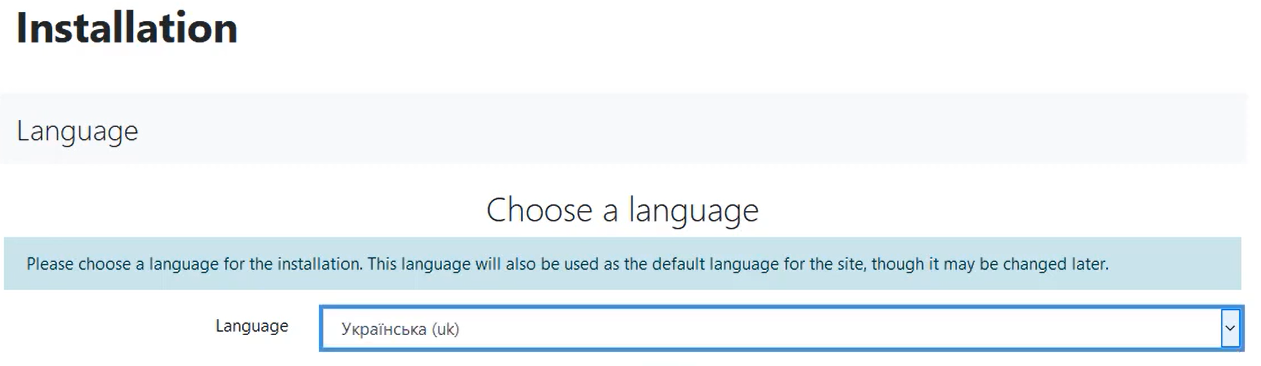 Installation
Language
Choose a language
Please choose a language for the installation. This language will also be used as the default language for the site, though it may be changed later.
Language
Українська (uk)